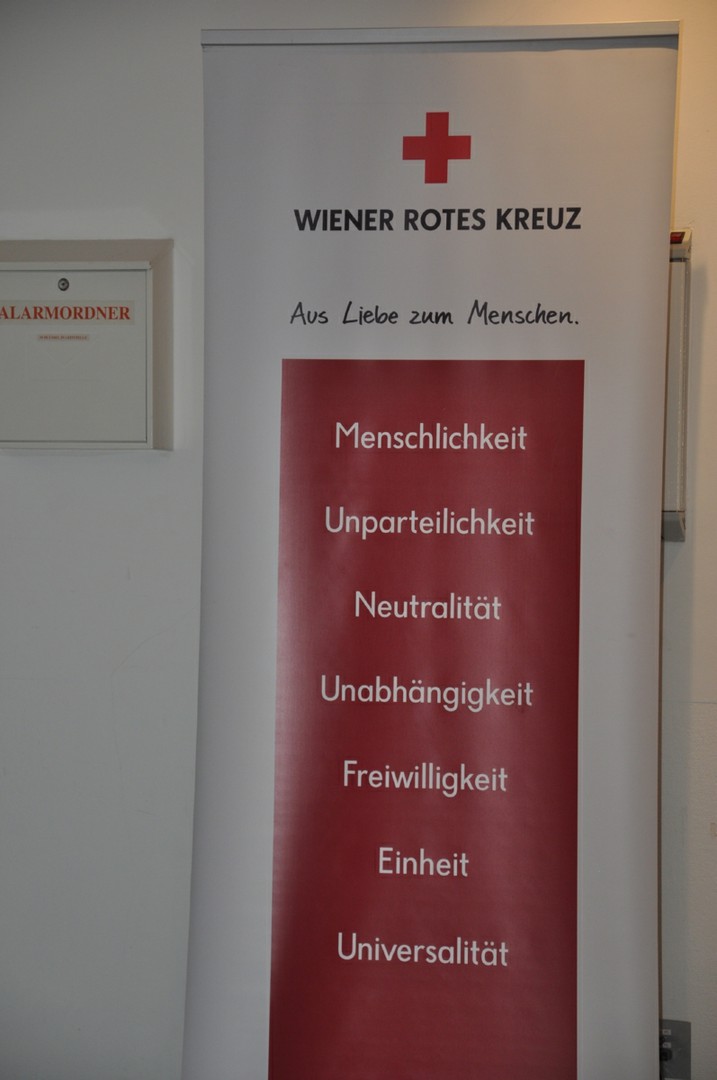 WIENER ROTES KREUZ
Aus Liebe zum Menschen.
ALARMORDNER
Menschlichkeit
Unparteilichkeit
Neutralität
Unabhängigkeit
Freiwilligkeit
Einheit
Universalität